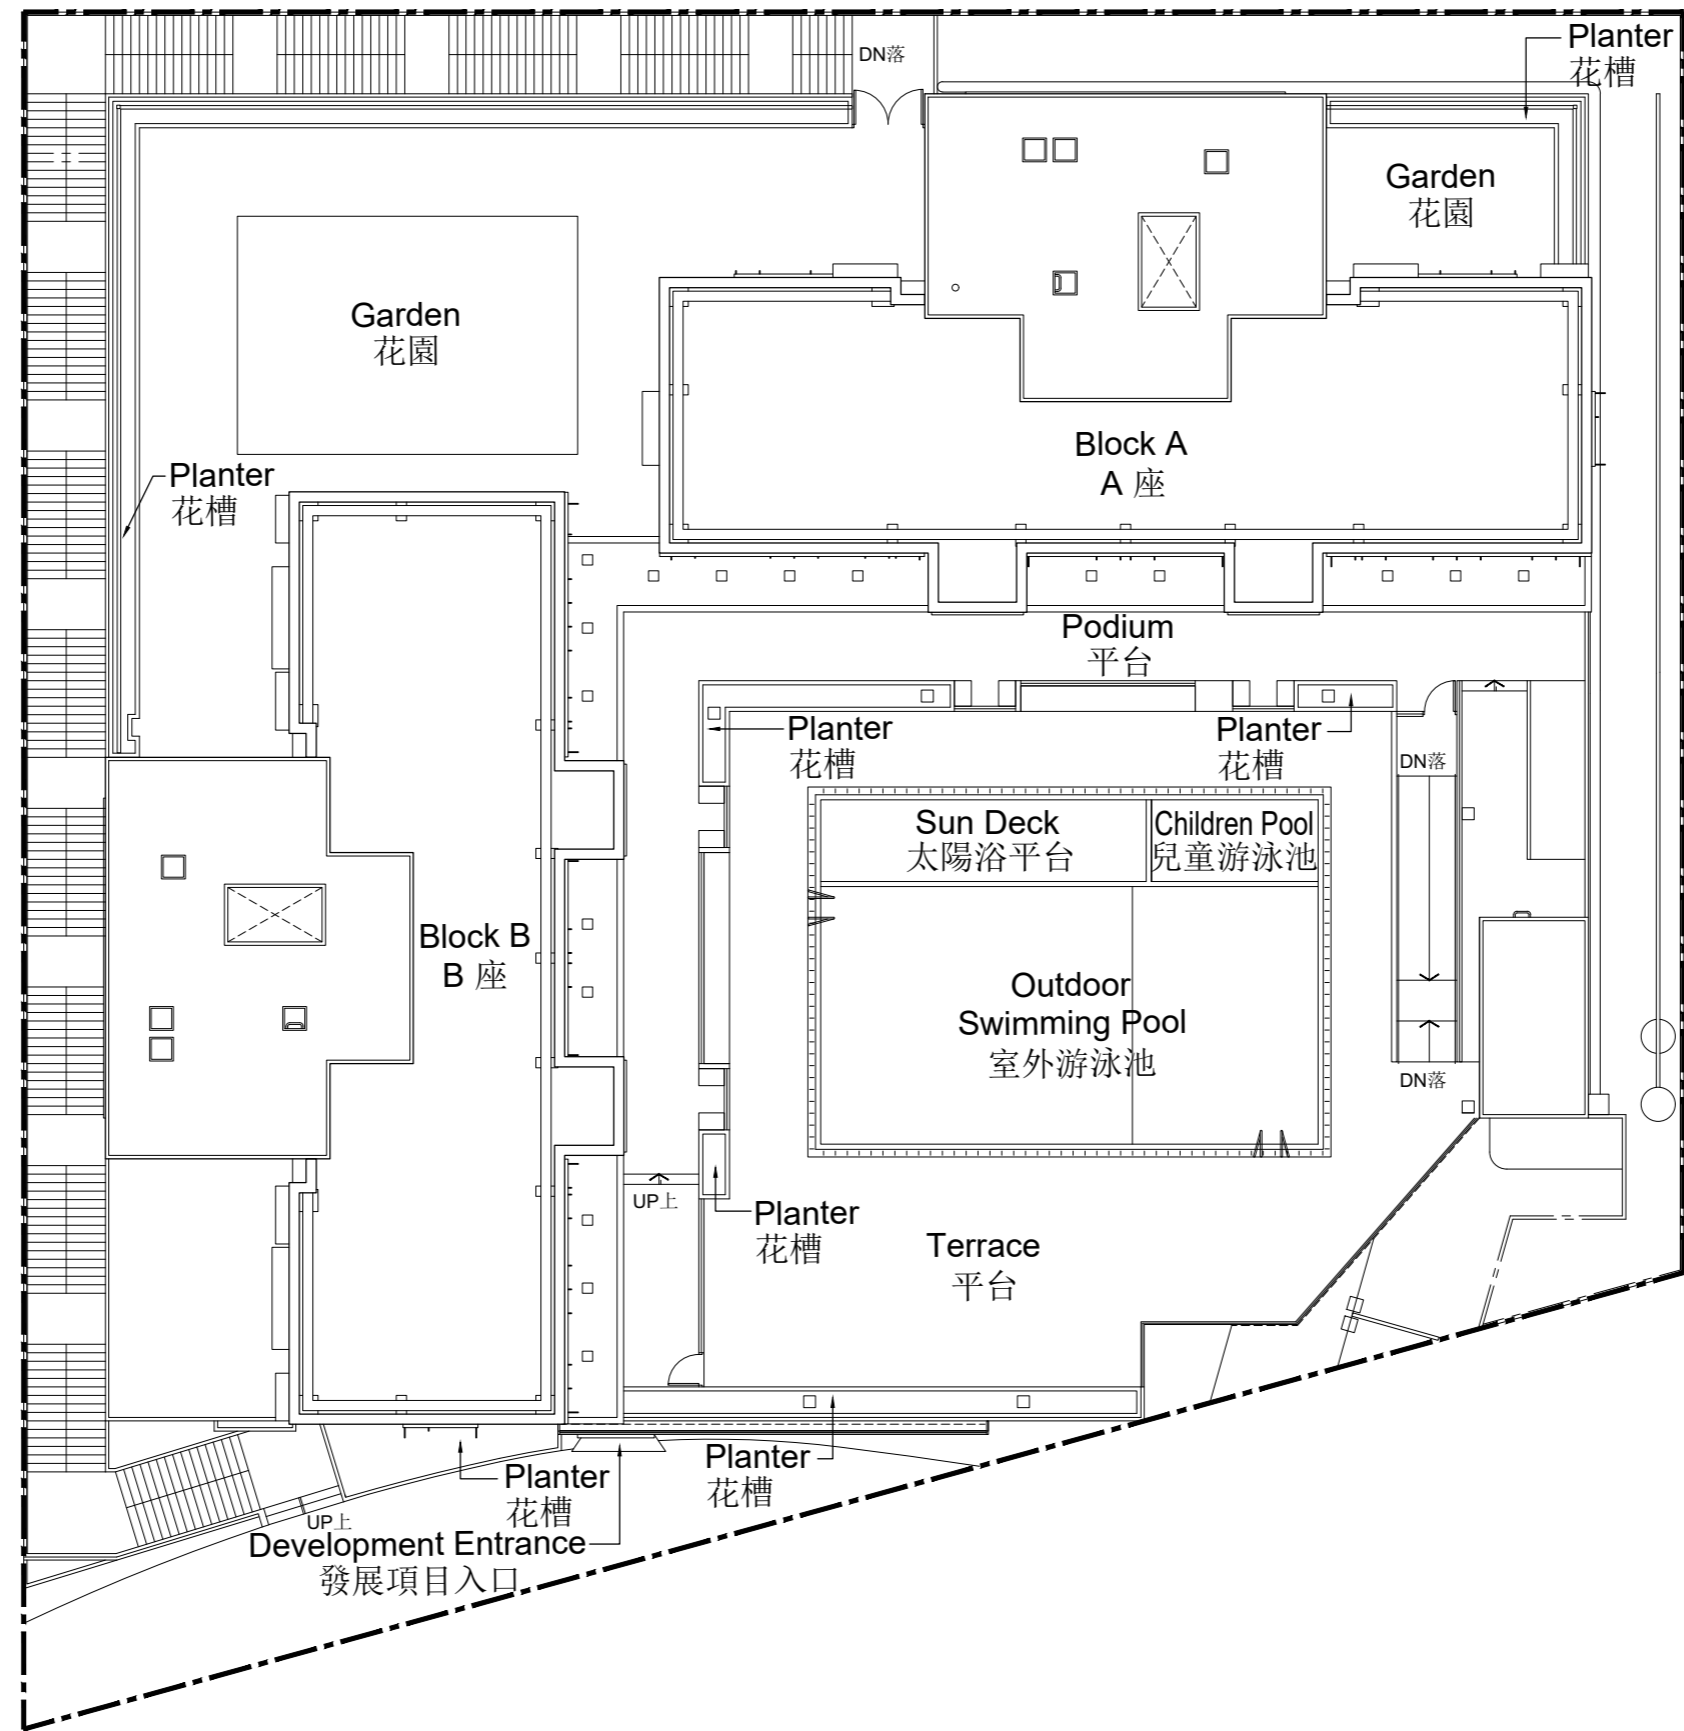 DN落
Planter
花槽
Garden
花園
Garden
花園
Block A
A 座
Planter
花槽
Podium
平台
Planter
花槽
Planter
花槽
DN落
Sun Deck
太陽浴平台
Children Pool
兒童游泳池
Block B
B 座
Outdoor
Swimming Pool
室外游泳池
DN落
UP上
Planter
花槽
Terrace
平台
Planter
花槽
Planter
花槽
UP上
Development Entrance
發展項目入口